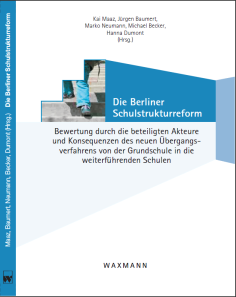 Kai Maaz, Jürgen Baumert,
Marko Neumann, Michael Becker,
Hanna Dumont
(Hrsg.)
Die Berliner
Schulstrukturreform
Bewertung durch die beteiligten Akteure
und Konsequenzen des neuen Übergangs-
verfahrens von der Grundschule in die
weiterführenden Schulen
WAXMANN
Maaz, Baumert, Neumann, Becker, Dumont (Hrsg.) Die Berliner Schulstrukturreform
W